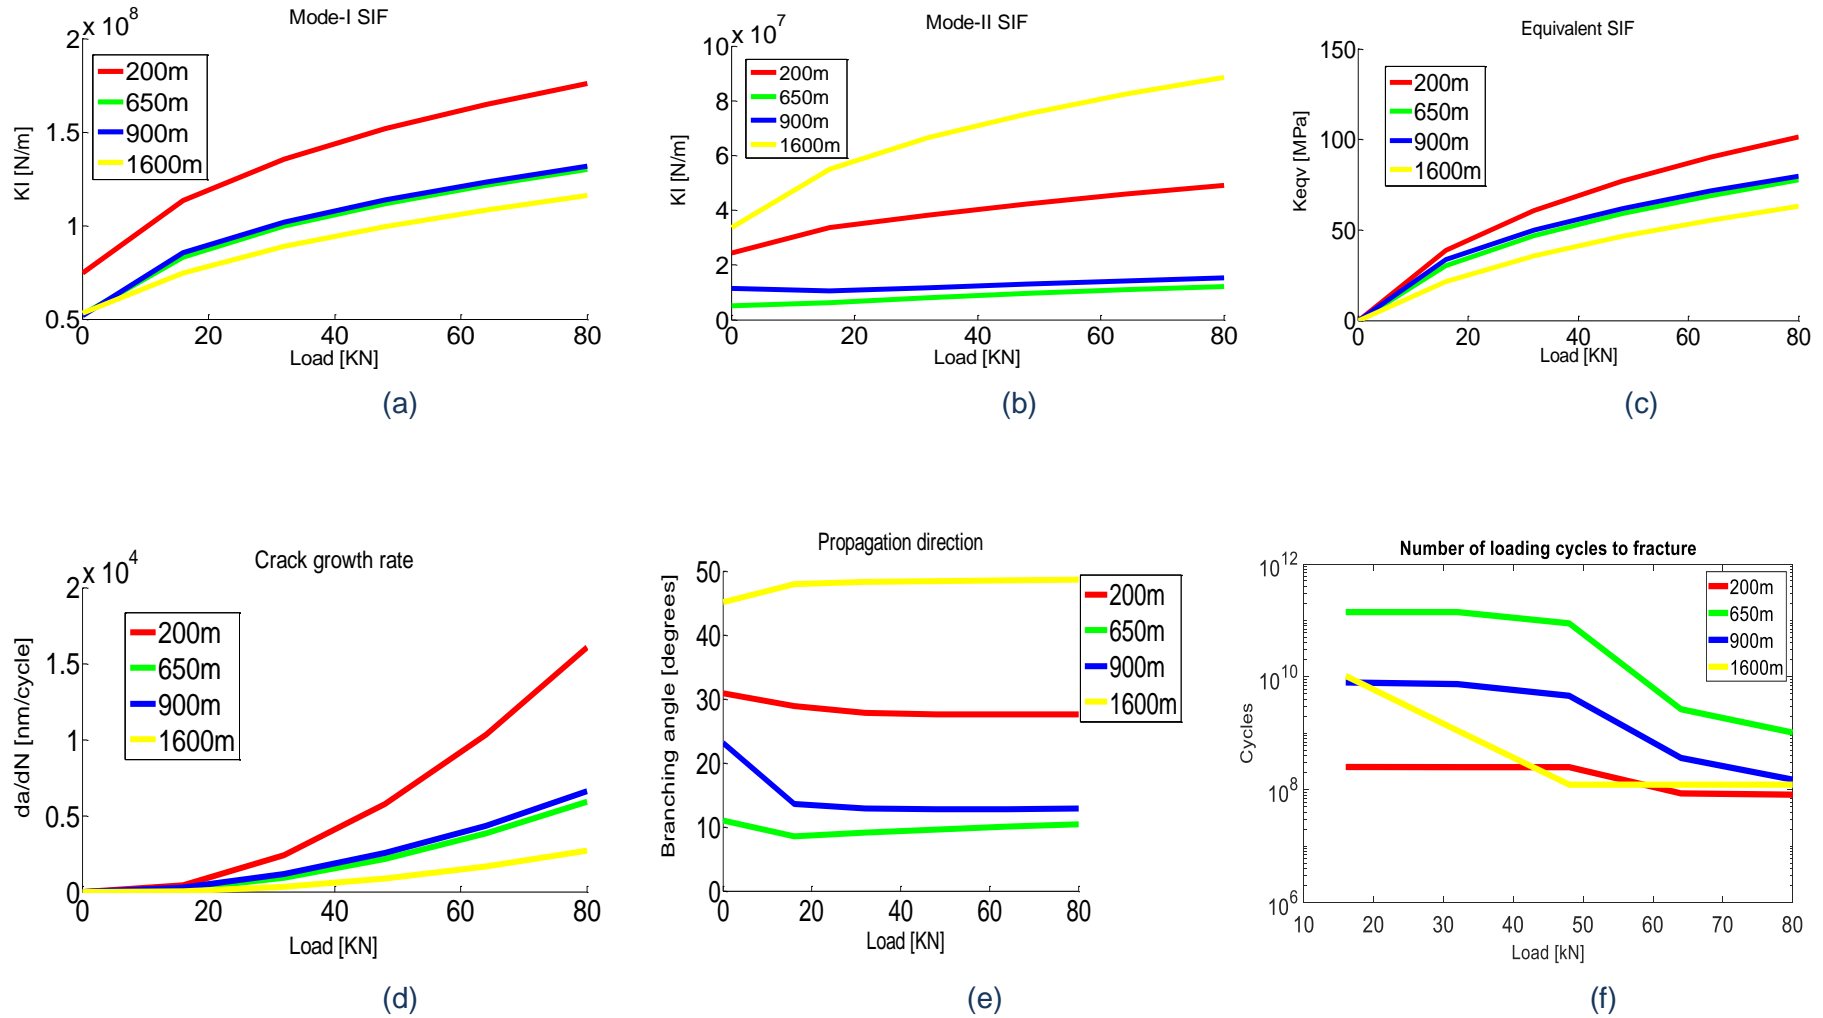 Mode-I SIF
x 10^8
2
1.5
1
0.5
0 20 40 60 80
KI [N/m]
Load [KN]
200m
650m
900m
1600m
(a)
Mode-II SIF
x 10^7
10
8
6
4
2
0
0 20 40 60 80
KI [N/m]
Load [KN]
200m
650m
900m
1600m
(b)
Equivalent SIF
150
100
50
0
0 20 40 60 80
Keqv [MPa]
Load [KN]
200m
650m
900m
1600m
(c)
Crack growth rate
x 10^4
2
1.5
1
0.5
0
0 20 40 60 80
da/dN [nm/cycle]
Load [KN]
200m
650m
900m
1600m
(d)
Propagation direction
50
40
30
20
10
0
0 20 40 60 80
Branching angle [degrees]
Load [KN]
200m
650m
900m
1600m
(e)
Number of loading cycles to fracture
10^12
10^10
10^8
10^6
10 20 30 40 50 60 70 80
Cycles
Load [kN]
200m
650m
900m
1600m
(f)